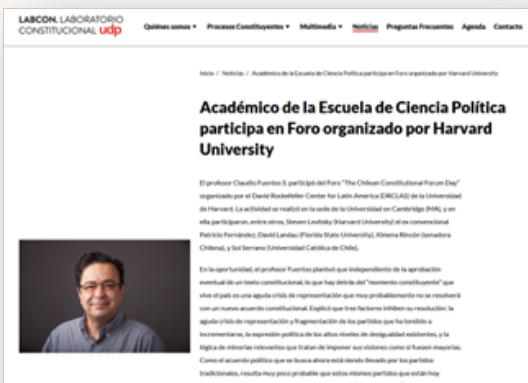 LABCON. LABORATORIO
CONSTITUCIONAL udp
Quiénes somos Procesos Constituyentes Multimedia Noticias Preguntas Frecuentes Agenda Contacto
Inicio / Noticias / Académico de la Escuela de Ciencia Política participa en Foro organizado por Harvard University
Académico de la Escuela de Ciencia Política
participa en Foro organizado por Harvard
University
El profesor Claudio Fuentes S. participó del Foro "The Chilean Constitutional Forum Day"
organizado por el David Rockefeller Center for Latin America (DRCLAS) de la Universidad
de Harvard. La actividad se realizó en la sede de la Universidad en Cambridge (MA), y en
ella participaron, entre otros, Steven Levitsky (Harvard University) el ex convencional
Patricio Fernández, David Landau (Florida State University), Ximena Rincón (senadora
Chilena), y Sol Serrano (Universidad Católica de Chile).
En la oportunidad, el profesor Fuentes planteó que independiente de la aprobación
eventual de un texto constitucional, lo que hay detrás del "momento constituyente" que
vive el país es una aguda crisis de representación que muy probablemente no se resolverá
con un nuevo acuerdo constitucional. Explicó que tres factores inhiben su resolución: la
aguda crisis de representación y fragmentación de los partidos que ha tendido a
incrementarse, la expresión política de los altos niveles de desigualdad existentes, y la
lógica de minorías relevantes que tratan de imponer sus visiones como si fuesen mayorías.
Como el acuerdo político que se busca ahora está siendo llevado por los partidos
tradicionales, resulta muy poco probable que estos mismos partidos que están hoy